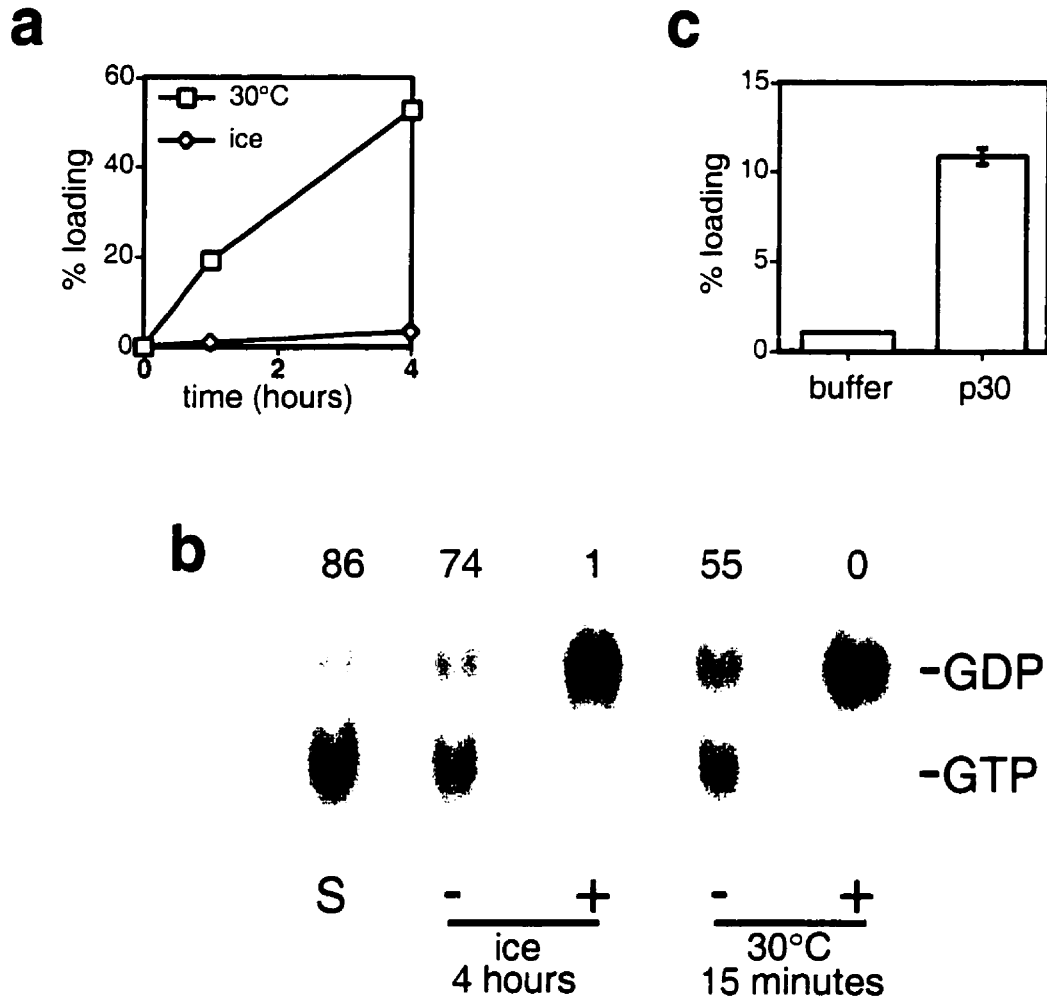 a
60
40
20
0
% loading
30°C
ice
0 2 4
time (hours)
c
15
10
5
0
% loading
buffer p30
b
86 74 1 55 0
-GDP
-GTP
S - + - +
ice 30°C
4 hours 15 minutes